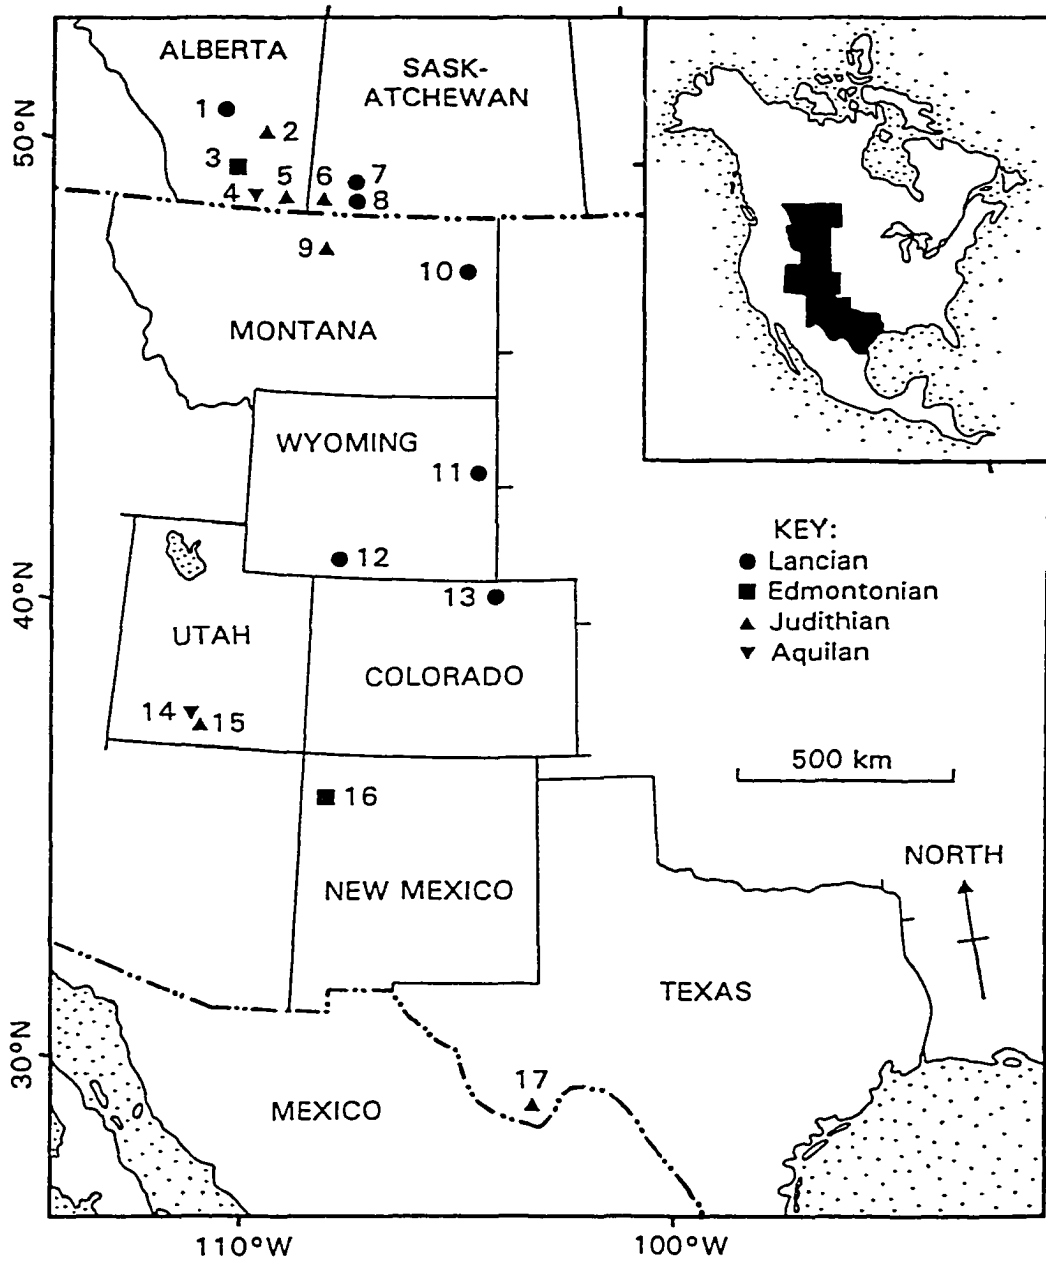 ALBERTA
SASK-
ATCHEWAN
1
2
3
4
5
6
7
8
50°N
9
10
MONTANA
WYOMING
11
12
13
40°N
UTAH
COLORADO
14
15
16
NEW MEXICO
TEXAS
30°N
17
MEXICO
110°W
100°W
KEY:
Lancian
Edmontonian
Judithian
Aquilan
500 km
NORTH